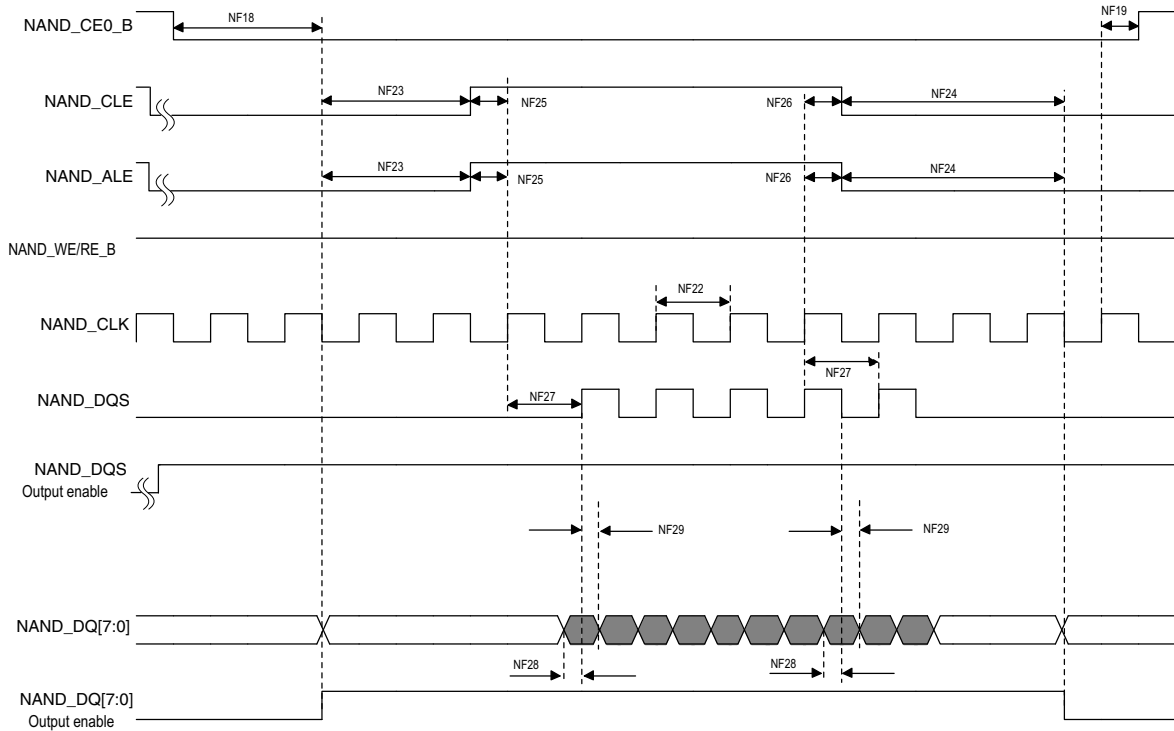 NAND_CE0_B
NF18
NF19
NAND_CLE
NF23
NF25
NF26
NF24
NAND_ALE
NF23
NF25
NF26
NF24
NAND_WE/RE_B
NF22
NAND_CLK
NF27
NAND_DQS
NF27
NAND_DQS
Output enable
NF29
NF29
NAND_DQ[7:0]
NF28
NF28
NAND_DQ[7:0]
Output enable